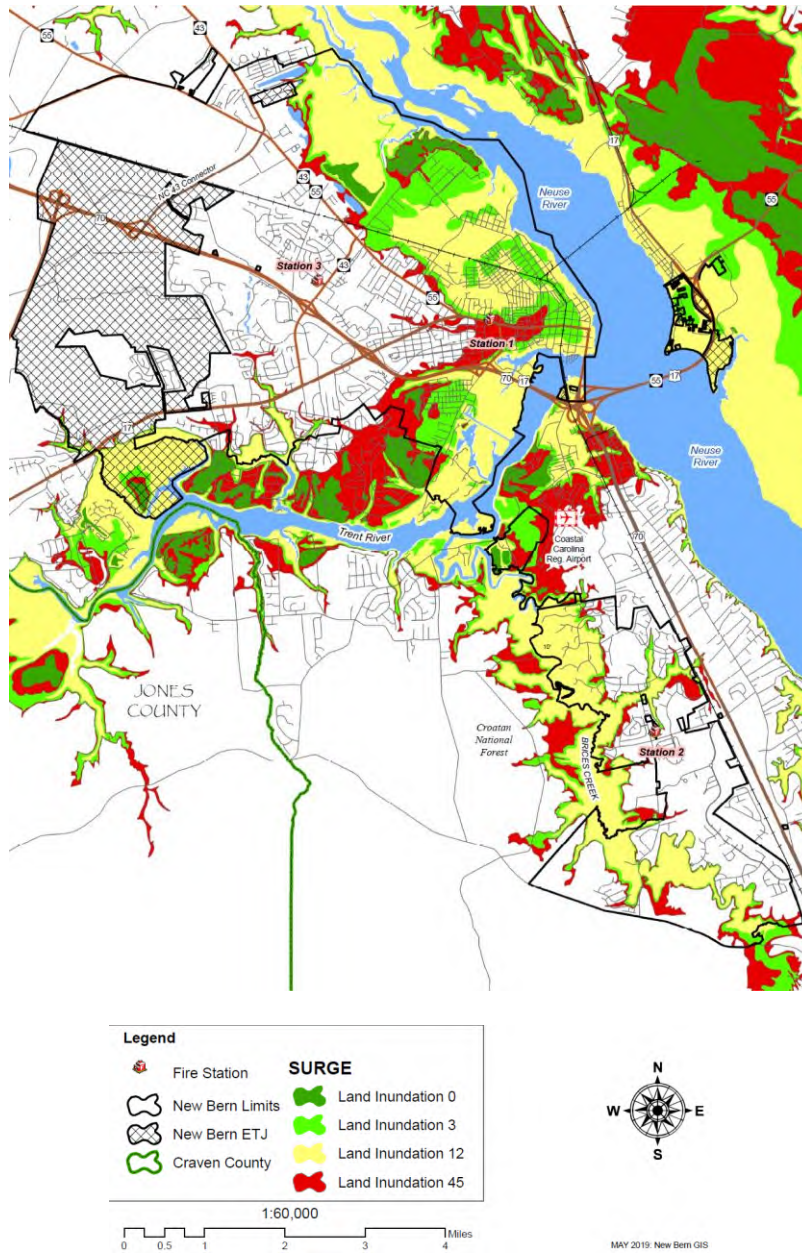 55
43
43
55
17
NC 43 Connector
Neuse
River
55
70
43
55
Station 3
43
55
Station 1
70
17
55
17
17
Neuse
River
Trent River
Coastal
Carolina
Reg. Airport
70
JONES
COUNTY
Croatan
National
Forest
BRICES CREEK
Station 2
Legend
Fire Station
New Bern Limits
New Bern ETJ
Craven County
SURGE
Land Inundation 0
Land Inundation 3
Land Inundation 12
Land Inundation 45
1:60,000
Miles
0 0.5 1 2 3 4
N
W E
S
MAY 2019: New Bern GIS